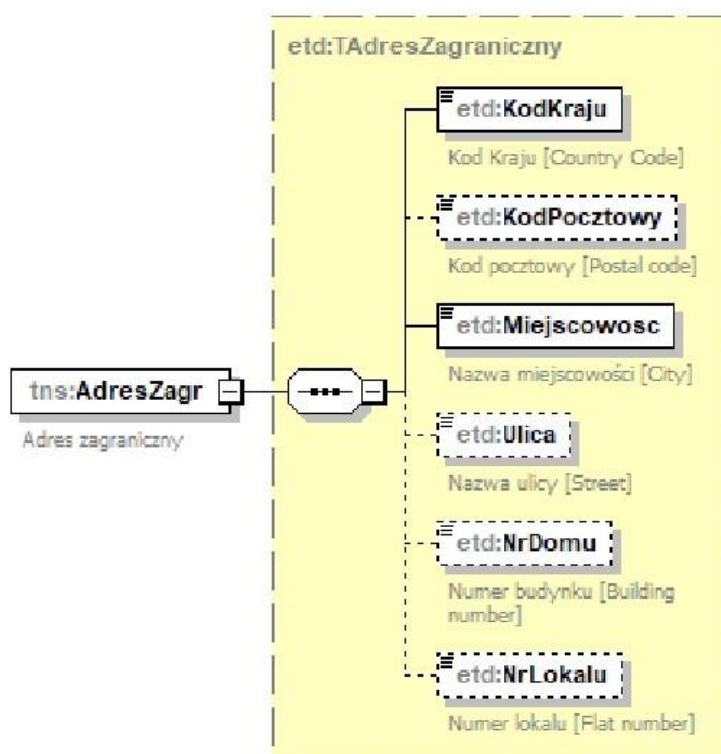 etd:TAdresZagraniczny
etd:KodKraju
Kod Kraju [Country Code]
etd:KodPocztowy
Kod pocztowy [Postal code]
etd:Miejscowosc
Nazwa miejscowości [City]
tns:AdresZagr
Adres zagraniczny
etd:Ulica
Nazwa ulicy [Street]
etd:NrDomu
Numer budynku [Building
number]
etd:NrLokalu
Numer lokalu [Flat number]